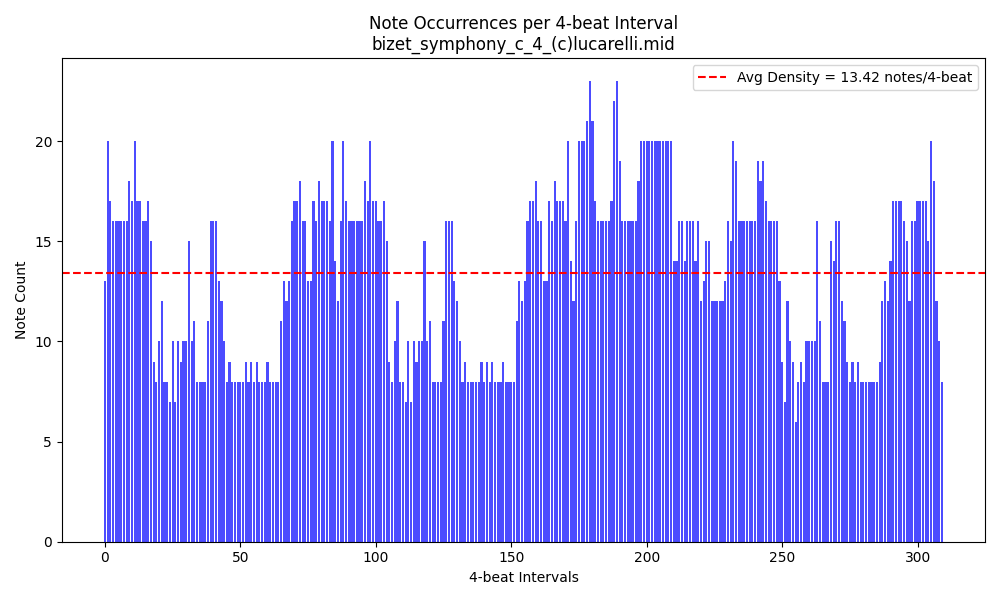 Note Occurrences per 4-beat Interval
bizet_symphony_c_4_(c)lucarelli.mid
Avg Density = 13.42 notes/4-beat
Note Count
20
15
10
5
0
0 50 100 150 200 250 300
4-beat Intervals